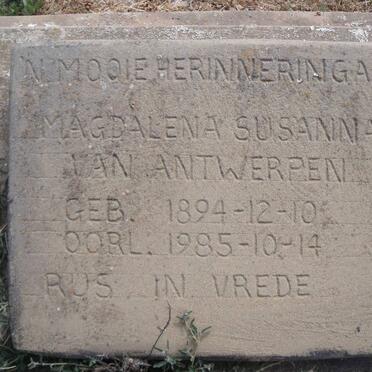 'N MOOIE HERINNERING A
MAGDALENA SUSANNA
VAN ANTWERPEN
GEB. 1894-12-10
OORL. 1985-10-14
RUS IN VREDE